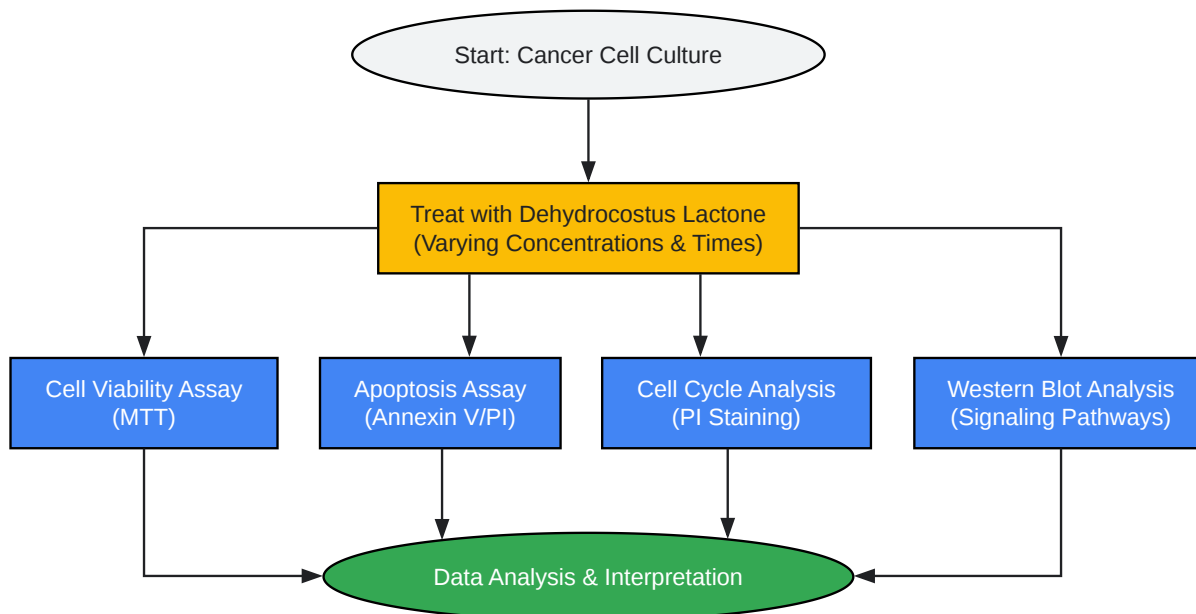 Start: Cancer Cell Culture
Treat with Dehydrocostus Lactone
(Varying Concentrations & Times)
Cell Viability Assay
(MTT)
Apoptosis Assay
(Annexin V/PI)
Cell Cycle Analysis
(PI Staining)
Western Blot Analysis
(Signaling Pathways)
Data Analysis & Interpretation